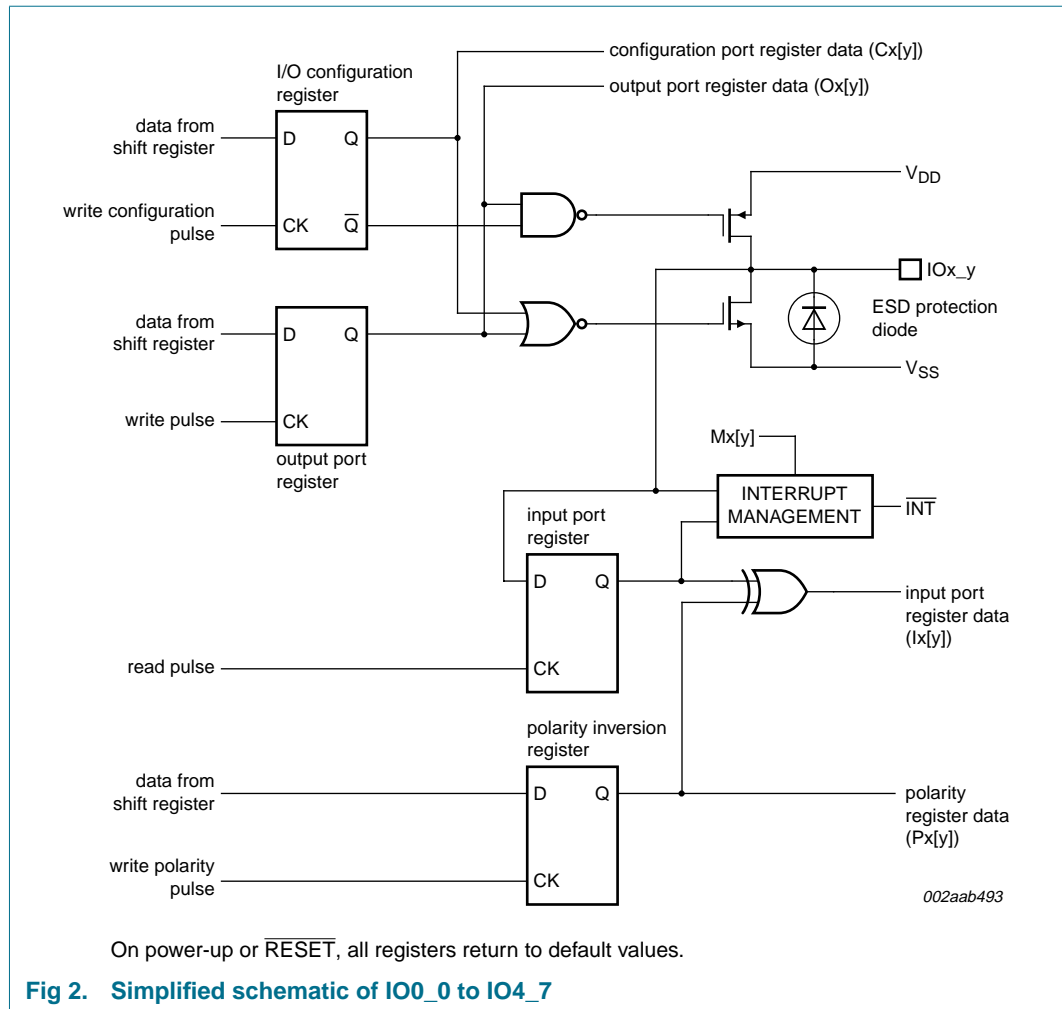 configuration port register data (Cx[y])
output port register data (Ox[y])
I/O configuration
register
data from
shift register
D
Q
write configuration
pulse
CK
Q̅
VDD
IOx_y
ESD protection
diode
VSS
data from
shift register
D
Q
write pulse
CK
output port
register
Mx[y]
INTERRUPT
MANAGEMENT
I̅N̅T̅
input port
register
D
Q
read pulse
CK
input port
register data
(Ix[y])
polarity inversion
register
data from
shift register
D
Q
write polarity
pulse
CK
polarity
register data
(Px[y])
002aab493
On power-up or R̅E̅S̅E̅T̅, all registers return to default values.
Fig 2. Simplified schematic of IO0_0 to IO4_7